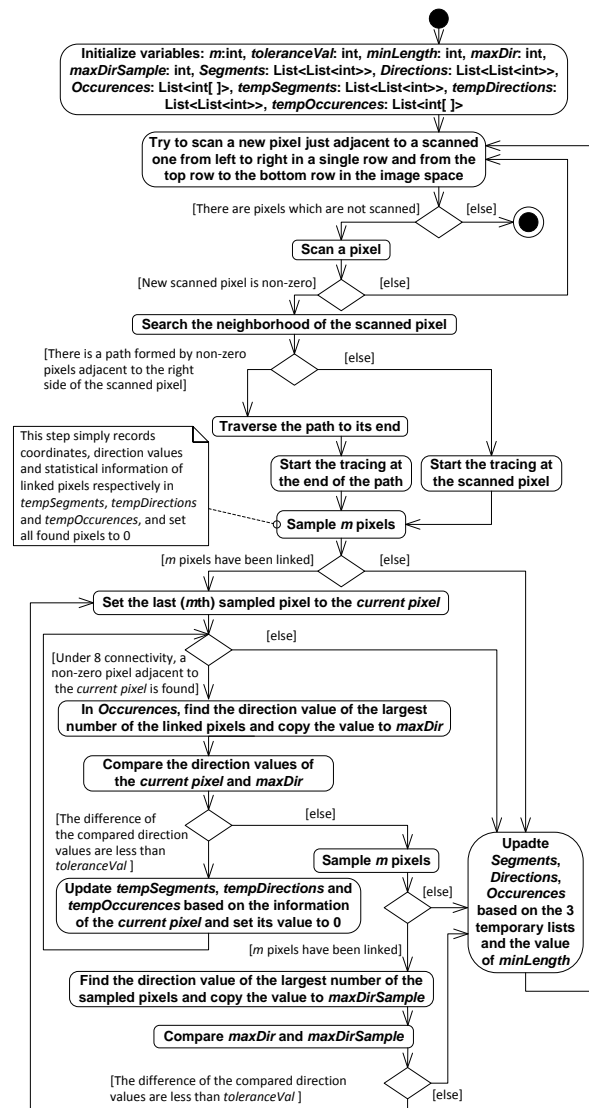 Initialize variables: m:int, toleranceVal: int, minLength: int, maxDir: int,
maxDirSample: int, Segments: List<List<int>>, Directions: List<List<int>>,
Occurences: List<int[ ]>, tempSegments: List<List<int>>, tempDirections:
List<List<int>>, tempOccurences: List<int[ ]>
Try to scan a new pixel just adjacent to a scanned
one from left to right in a single row and from the
top row to the bottom row in the image space
[There are pixels which are not scanned]
[else]
Scan a pixel
[New scanned pixel is non-zero]
[else]
Search the neighborhood of the scanned pixel
[There is a path formed by non-zero
pixels adjacent to the right
side of the scanned pixel]
[else]
Traverse the path to its end
This step simply records
coordinates, direction values
and statistical information of
linked pixels respectively in
tempSegments, tempDirections
and tempOccurences, and set
all found pixels to 0
Start the tracing at
the end of the path
Start the tracing at
the scanned pixel
Sample m pixels
[m pixels have been linked]
[else]
Set the last (mth) sampled pixel to the current pixel
[else]
[Under 8 connectivity, a
non-zero pixel adjacent to
the current pixel is found]
In Occurences, find the direction value of the largest
number of the linked pixels and copy the value to maxDir
Compare the direction values of
the current pixel and maxDir
[The difference of
the compared direction
values are less than
toleranceVal ]
[else]
Sample m pixels
Update tempSegments, tempDirections and
tempOccurences based on the information
of the current pixel and set its value to 0
[else]
Upadte
Segments,
Directions,
Occurences
based on the 3
temporary lists
and the value
of minLength
[m pixels have been linked]
Find the direction value of the largest number of the
sampled pixels and copy the value to maxDirSample
Compare maxDir and maxDirSample
[The difference of the compared direction
values are less than toleranceVal ]
[else]